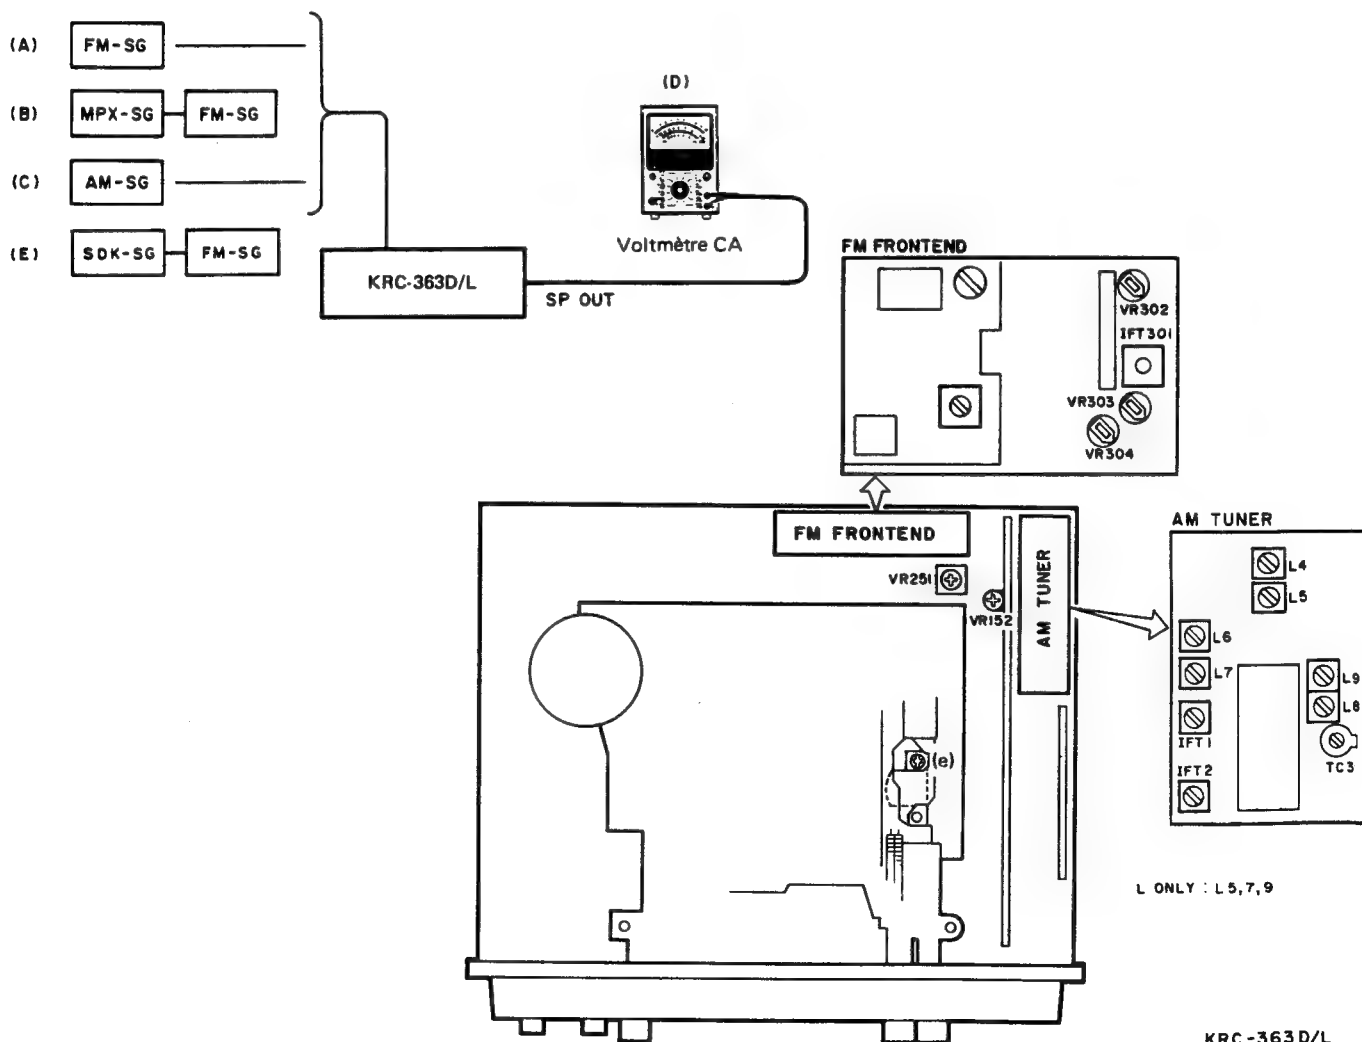 (A) FM-SG
(B) MPX-SG FM-SG
(C) AM-SG
(E) SDK-SG FM-SG
KRC-363D/L
SP OUT
(D)
Voltmètre CA
FM FRONTEND
VR302
IFT301
VR303
VR304
FM FRONTEND
VR251
VR152
AM TUNER
(e)
AM TUNER
L4
L5
L6
L7
L9
L8
IFT1
TC3
IFT2
L ONLY : L5,7,9
KRC-363D/L